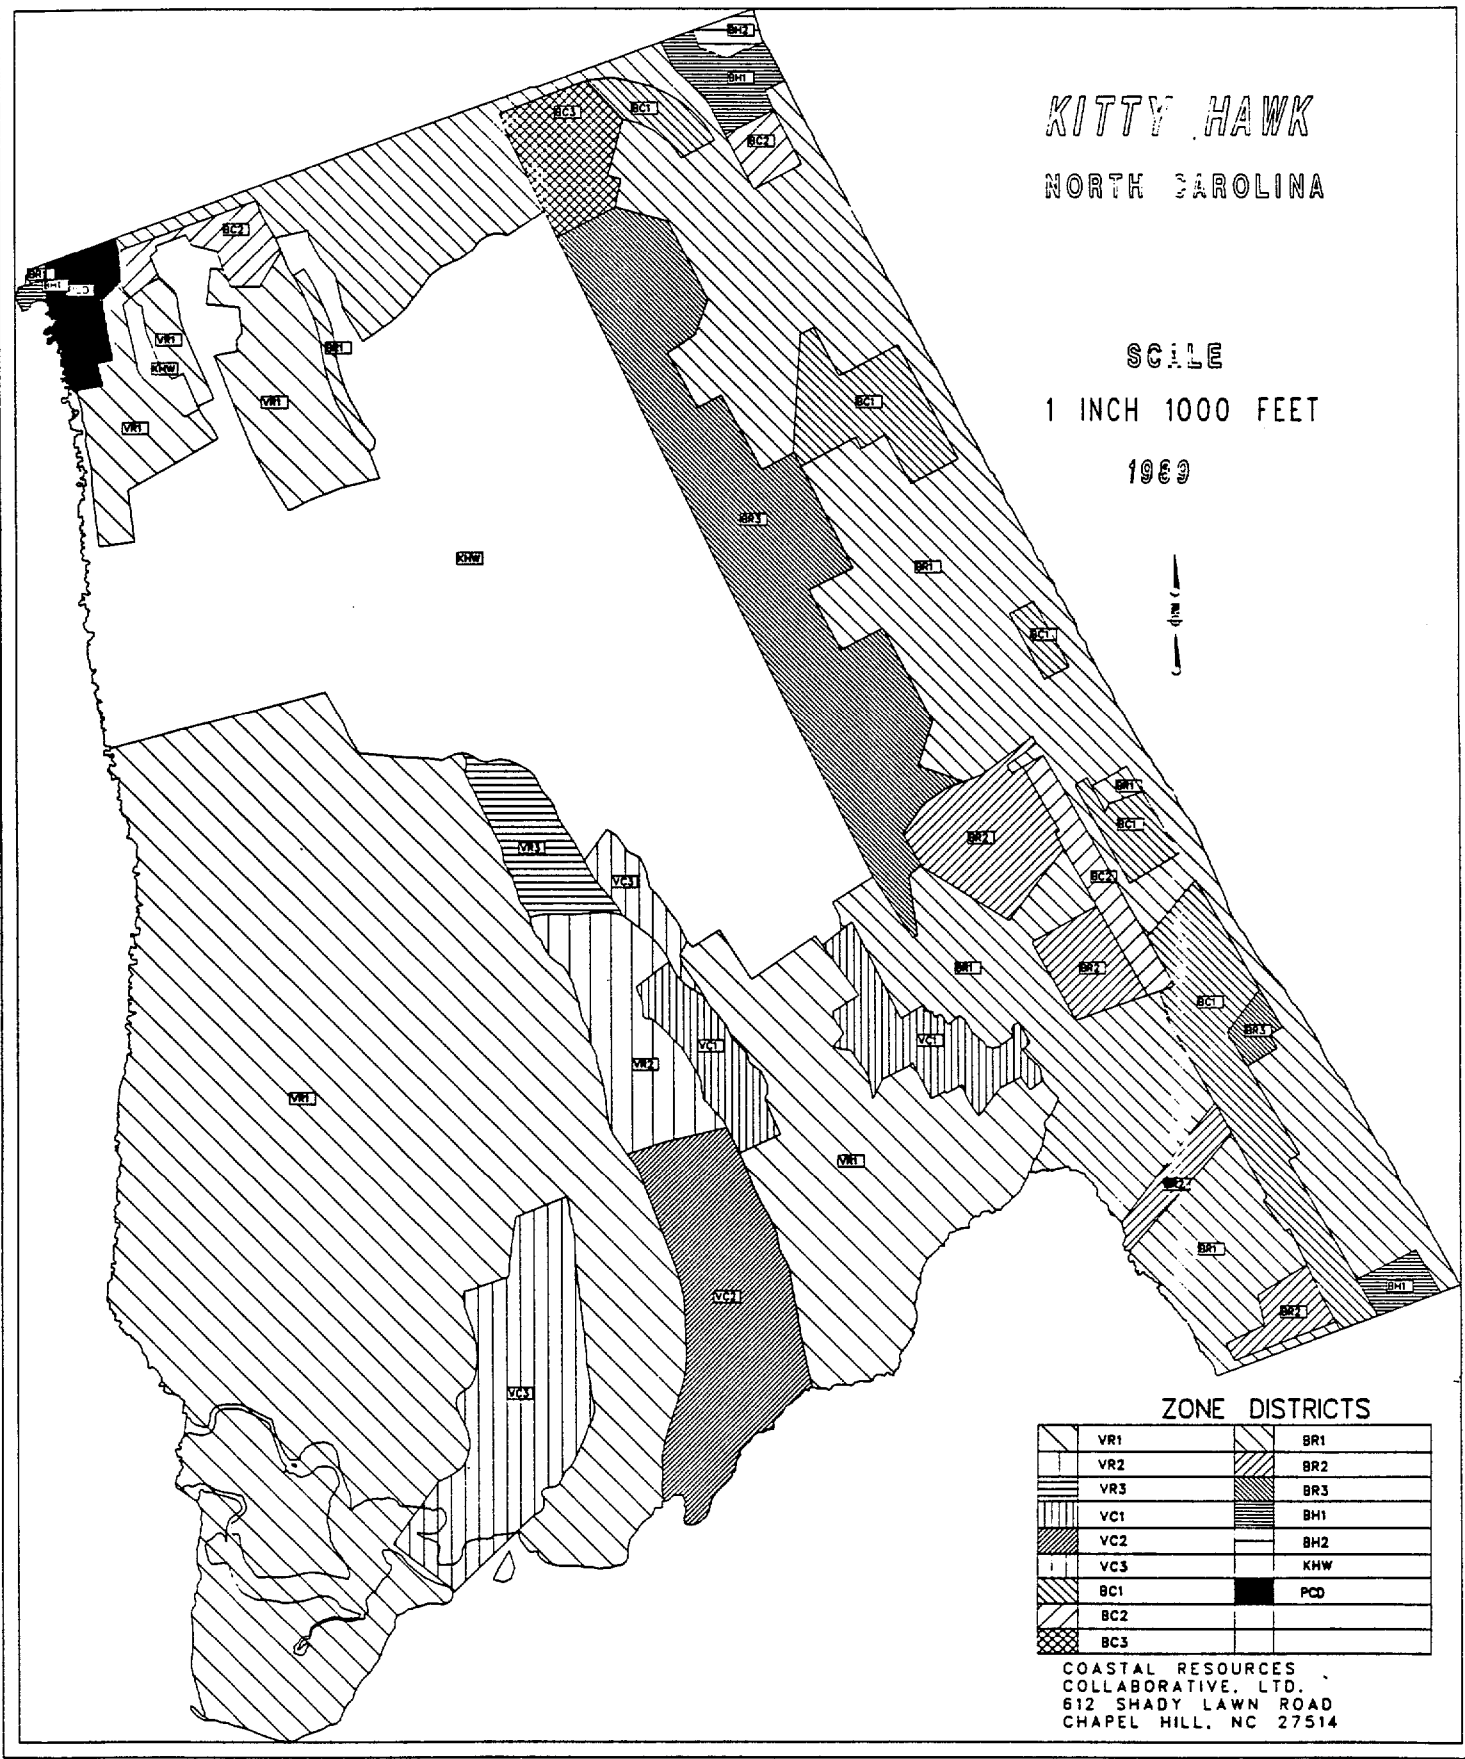 KITTY HAWK
NORTH CAROLINA
SCALE
1 INCH 1000 FEET
1989
BH2
BH1
BC3
BC1
BC2
BC2
BR1
BH1
VR1
KHW
BR1
VR1
VR1
BC1
BR3
KHW
BR1
BC1
BR1
BR2
BC1
VR3
BC2
VC3
BR1
BR2
BC1
BR3
VC1
VC1
VR2
VR1
VR1
BR2
BR1
VC2
BH1
BR2
VC3
ZONE DISTRICTS
VR1 BR1
VR2 BR2
VR3 BR3
VC1 BH1
VC2 BH2
VC3 KHW
BC1 PCD
BC2
BC3
COASTAL RESOURCES
COLLABORATIVE, LTD.
612 SHADY LAWN ROAD
CHAPEL HILL, NC 27514